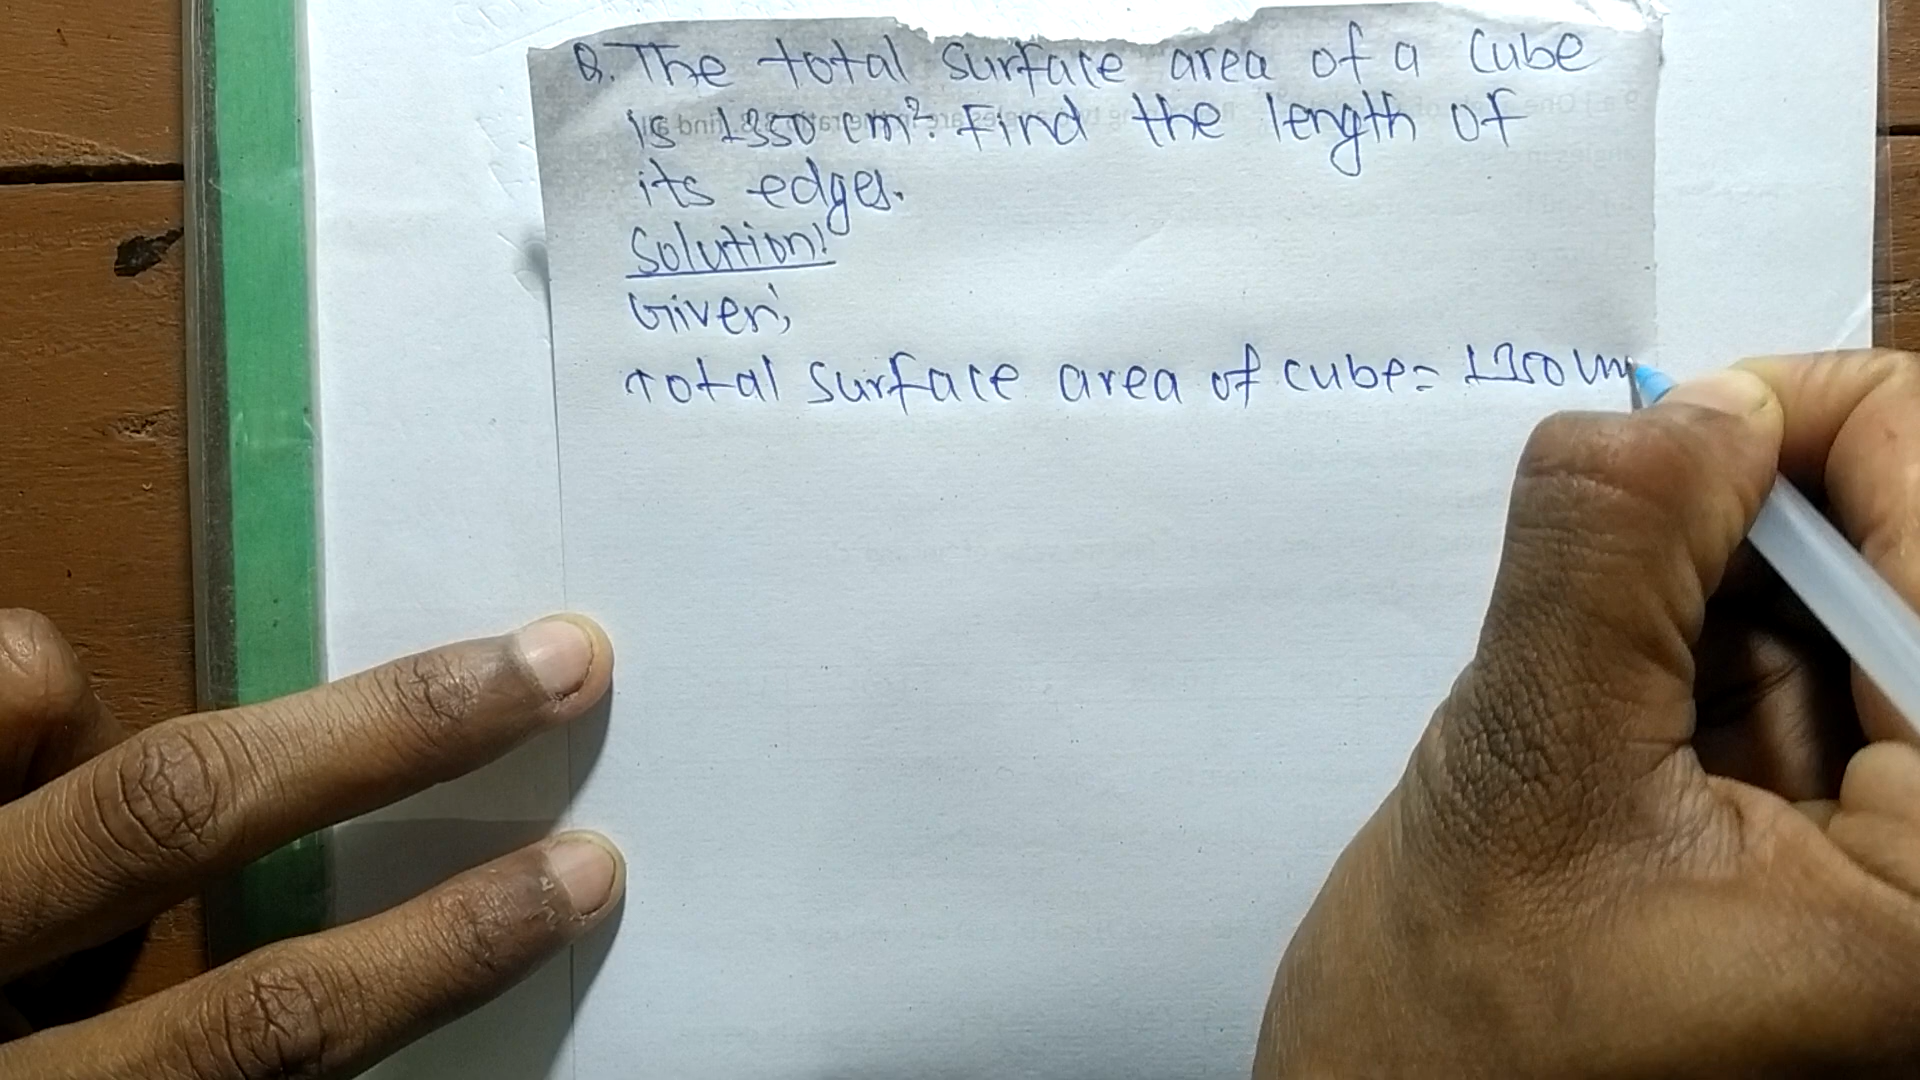 Q. The total surface area of a cube
is 1350 cm². Find the length of
its edges.
Solution:
Given,
total surface area of cube = 1350 cm